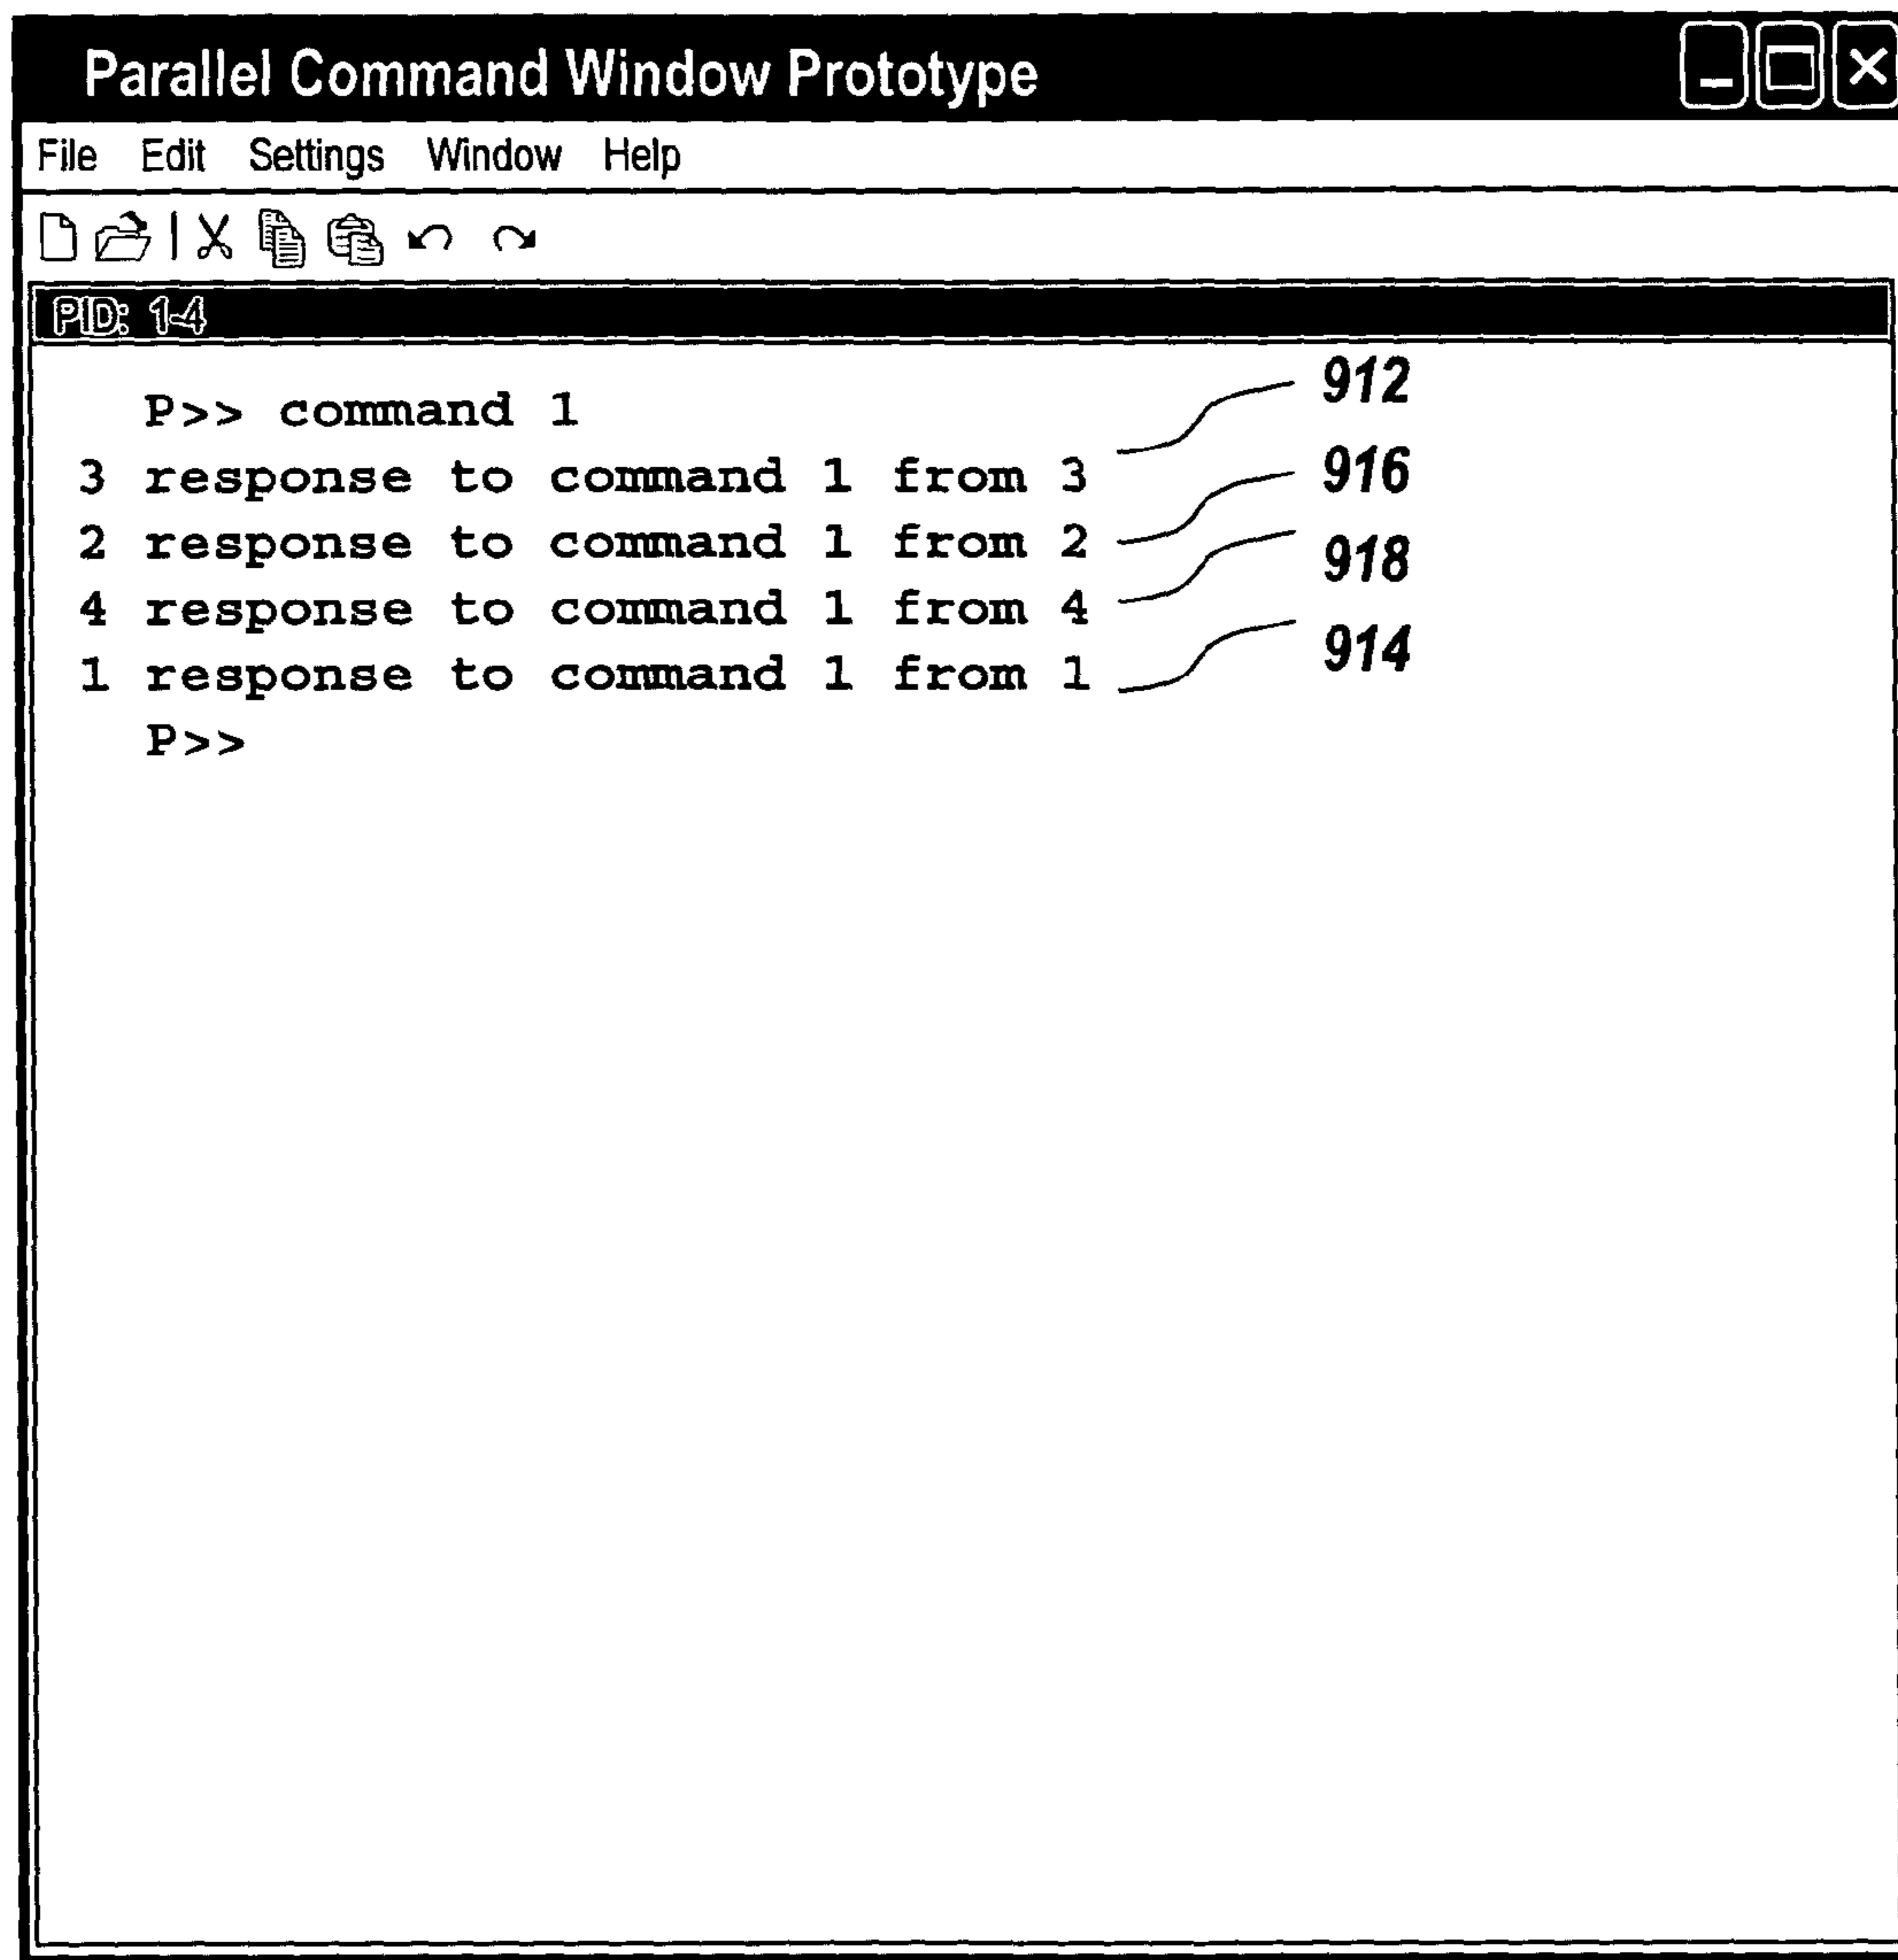 Parallel Command Window Prototype
File Edit Settings Window Help
PID: 1-4
P>> command 1
3 response to command 1 from 3 912
2 response to command 1 from 2 916
4 response to command 1 from 4 918
1 response to command 1 from 1 914
P>>